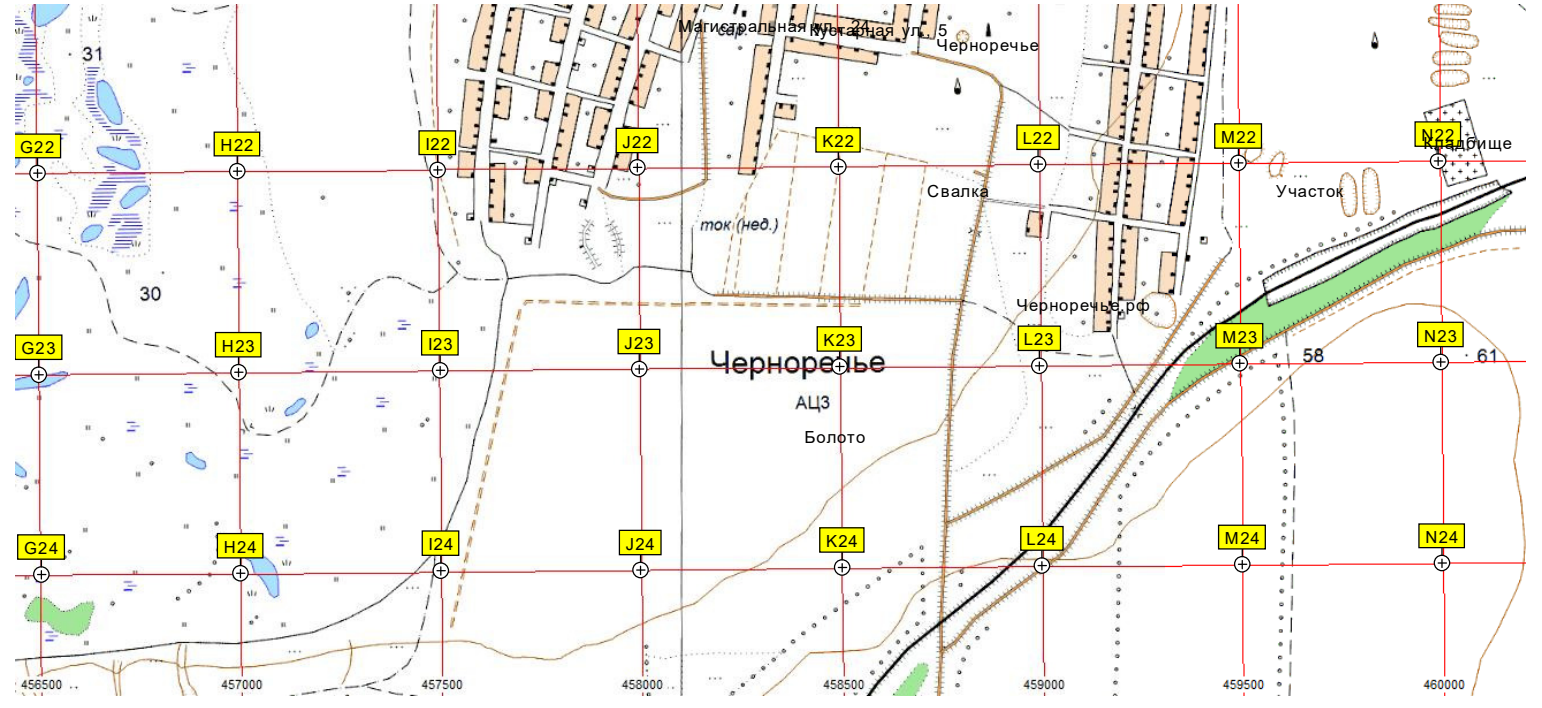 Магистральная ул., 24
сар.
Кустарная ул., 5
Черноречье
31
G22 H22 I22 J22 K22 L22 M22 N22
Кладбище
Свалка
Участок
ток (нед.)
30
Черноречье.рф
G23 H23 I23 J23 K23 L23 M23 N23
58
61
Черноречье
АЦЗ
Болото
G24 H24 I24 J24 K24 L24 M24 N24
456500 457000 457500 458000 458500 459000 459500 460000